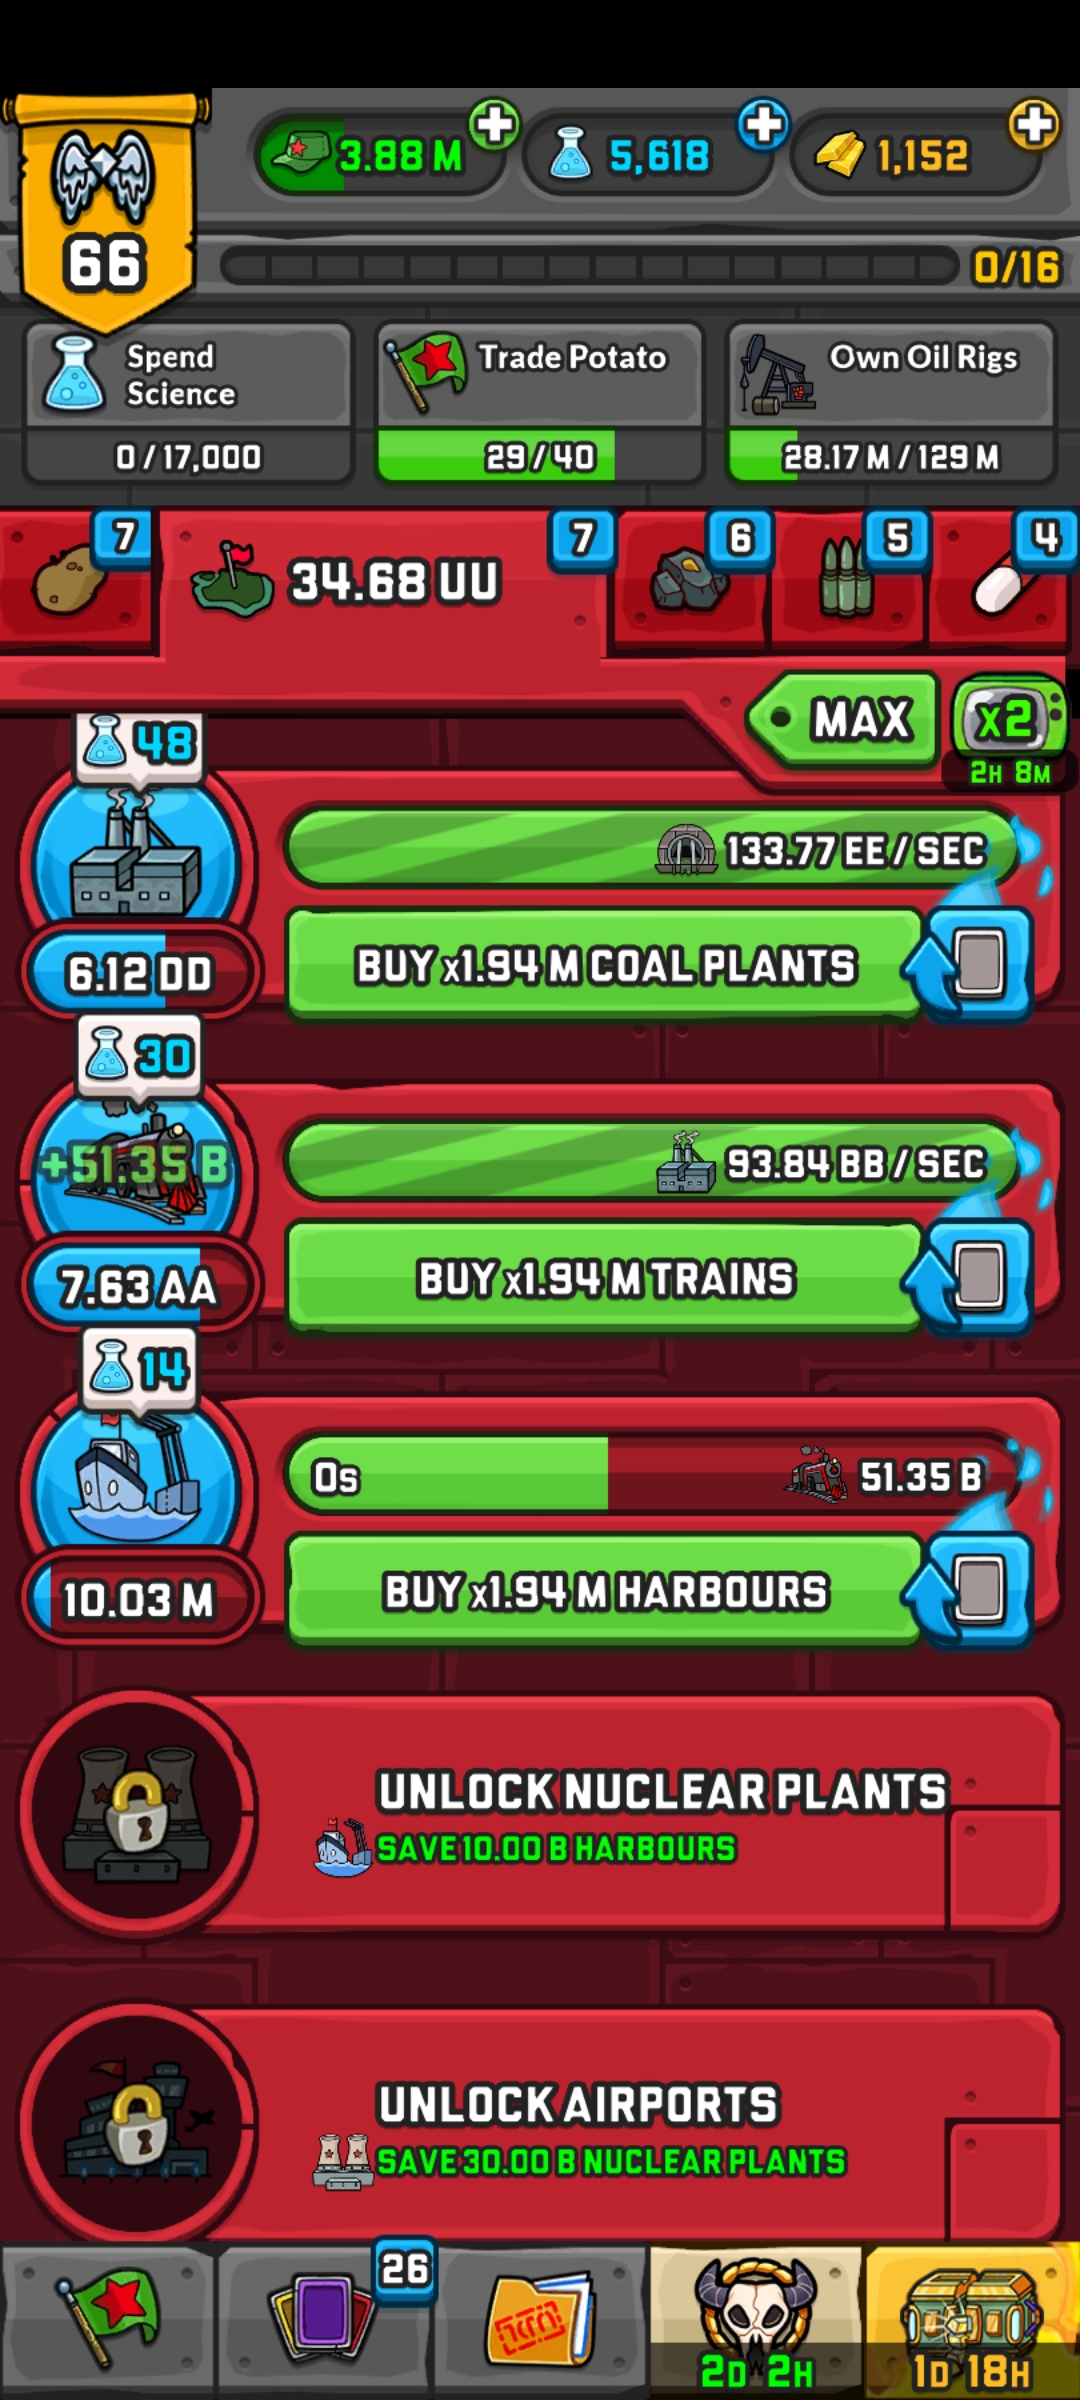 3.88 M
5,618
1,152
66
0/16
Spend
Science
0 / 17,000
Trade Potato
29 / 40
Own Oil Rigs
28.17 M / 129 M
7
34.68 UU
7
6
5
4
MAX
X2
2H 8M
48
133.77 EE / SEC
6.12 DD
BUY x1.94 M COAL PLANTS
30
+51.35 B
93.84 BB / SEC
7.63 AA
BUY x1.94 M TRAINS
14
0s
51.35 B
10.03 M
BUY x1.94 M HARBOURS
UNLOCK NUCLEAR PLANTS
SAVE 10.00 B HARBOURS
UNLOCK AIRPORTS
SAVE 30.00 B NUCLEAR PLANTS
26
2D 2H
1D 18H